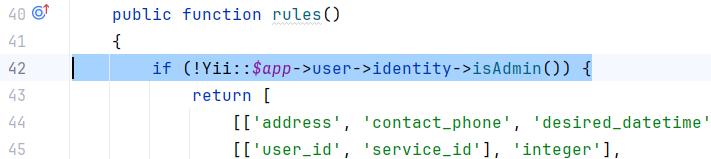 40 public function rules()
41 {
42 if (!Yii::$app->user->identity->isAdmin()) {
43 return [
44 [['address', 'contact_phone', 'desired_datetime'
45 [['user_id', 'service_id'], 'integer'],